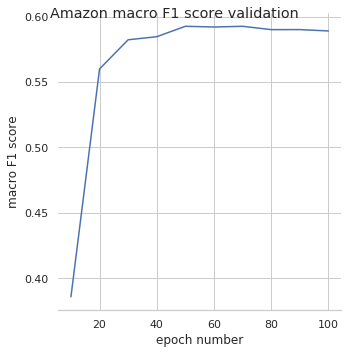 Amazon macro F1 score validation
0.60
0.55
0.50
0.45
0.40
macro F1 score
20 40 60 80 100
epoch number